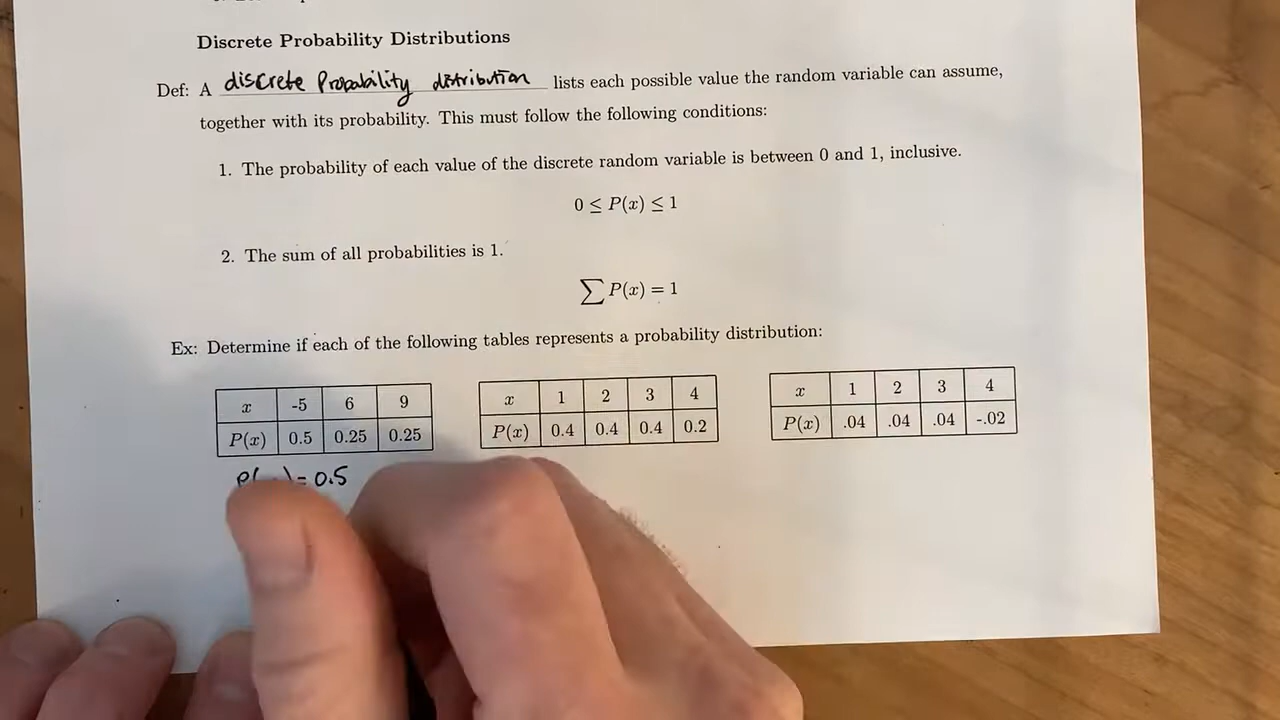 Discrete Probability Distributions
Def: A discrete Probability distribution lists each possible value the random variable can assume,
together with its probability. This must follow the following conditions:
1. The probability of each value of the discrete random variable is between 0 and 1, inclusive.
0 ≤ P(x) ≤ 1
2. The sum of all probabilities is 1.
∑ P(x) = 1
Ex: Determine if each of the following tables represents a probability distribution:
x -5 6 9
P(x) 0.5 0.25 0.25
x 1 2 3 4
P(x) 0.4 0.4 0.4 0.2
x 1 2 3 4
P(x) .04 .04 .04 -.02
P( )=0.5